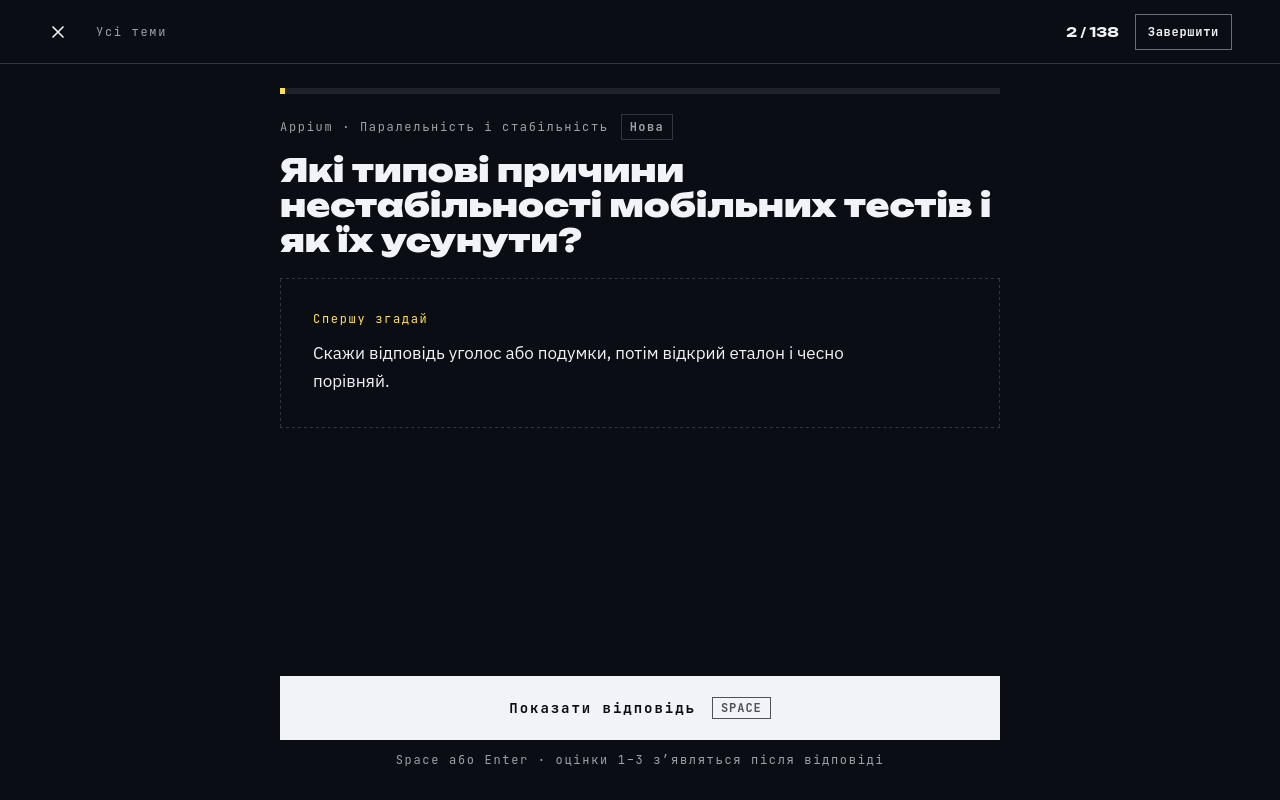 Усі теми
2 / 138
Завершити
Appium · Паралельність і стабільність
Нова
Які типові причини
нестабільності мобільних тестів і
як їх усунути?
Спершу згадай
Скажи відповідь уголос або подумки, потім відкрий еталон і чесно
порівняй.
Показати відповідь
SPACE
Space або Enter · оцінки 1–3 з’являться після відповіді